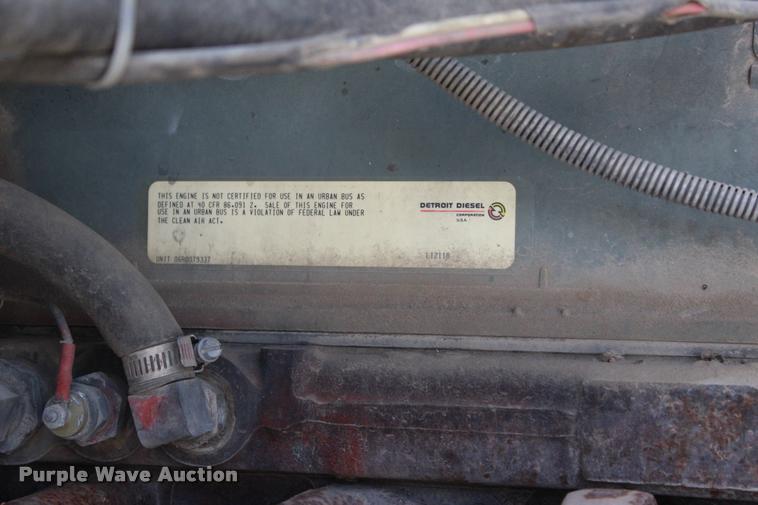 THIS ENGINE IS NOT CERTIFIED FOR USE IN AN URBAN BUS AS
DEFINED AT 40 CFR 86.091 2. SALE OF THIS ENGINE FOR
USE IN AN URBAN BUS IS A VIOLATION OF FEDERAL LAW UNDER
THE CLEAN AIR ACT.
DETROIT DIESEL
CORPORATION
U.S.A.
UNIT 06R0079337
Purple Wave Auction